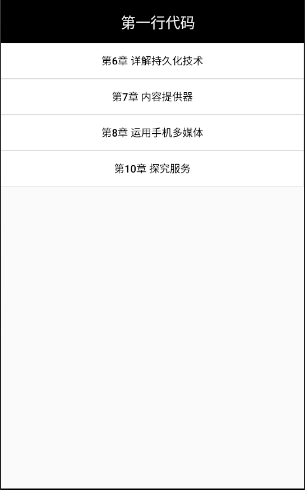 第一行代码
第6章 详解持久化技术
第7章 内容提供器
第8章 运用手机多媒体
第10章 探究服务